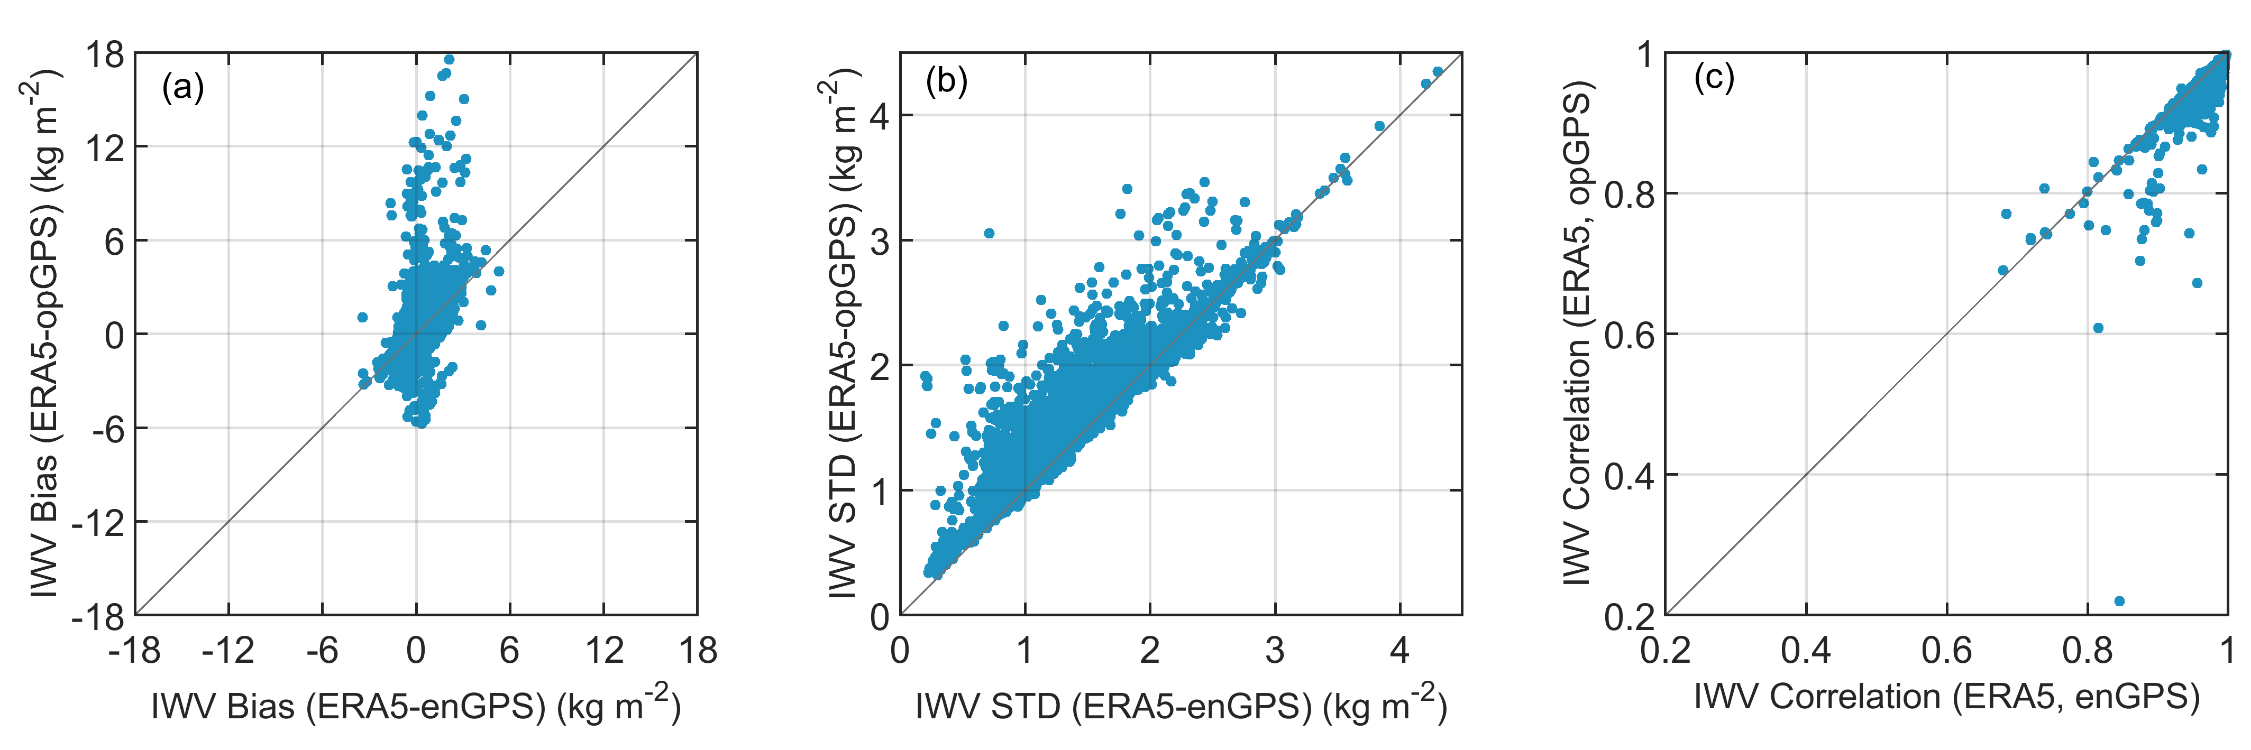 (a)
18
12
6
0
-6
-12
-18
-18 -12 -6 0 6 12 18
IWV Bias (ERA5-opGPS) (kg m-2)
IWV Bias (ERA5-enGPS) (kg m-2)
(b)
4
3
2
1
0
0 1 2 3 4
IWV STD (ERA5-opGPS) (kg m-2)
IWV STD (ERA5-enGPS) (kg m-2)
(c)
1
0.8
0.6
0.4
0.2
0.2 0.4 0.6 0.8 1
IWV Correlation (ERA5, opGPS)
IWV Correlation (ERA5, enGPS)